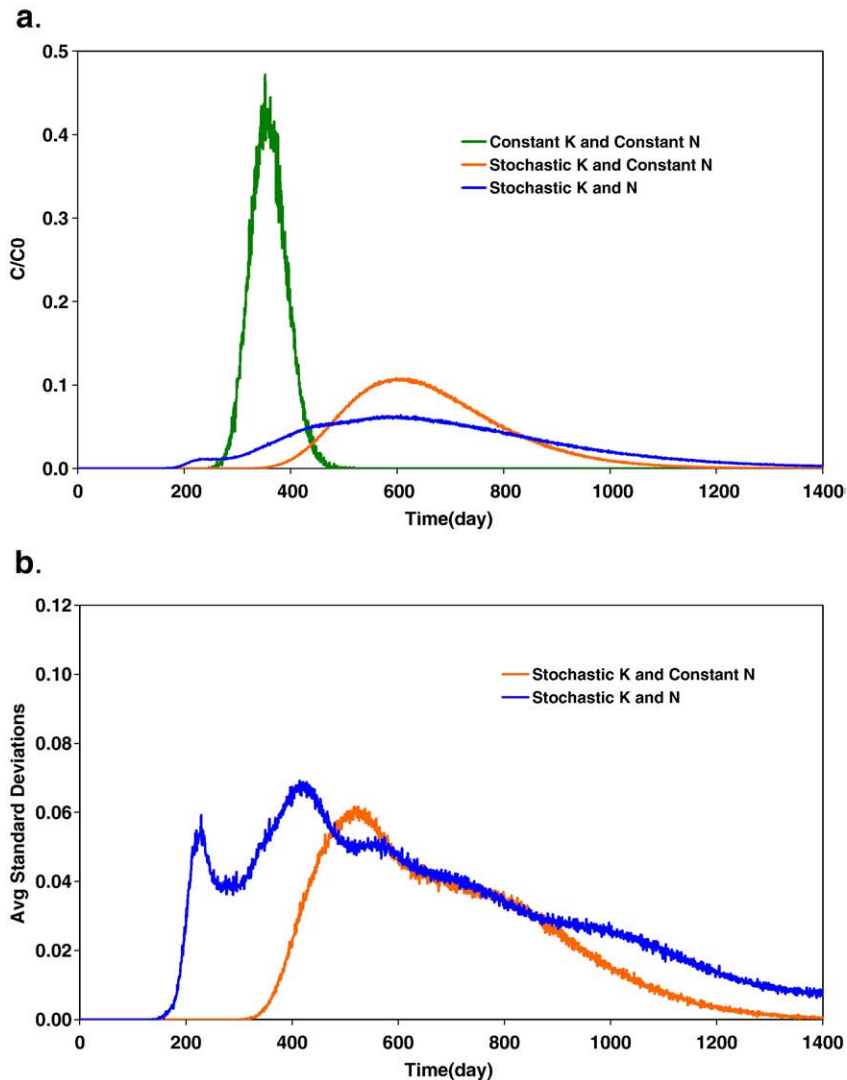 a.
0.5
0.4
0.3
0.2
0.1
0.0
C/C0
Constant K and Constant N
Stochastic K and Constant N
Stochastic K and N
0 200 400 600 800 1000 1200 1400
Time(day)
b.
0.12
0.10
0.08
0.06
0.04
0.02
0.00
Avg Standard Deviations
Stochastic K and Constant N
Stochastic K and N
0 200 400 600 800 1000 1200 1400
Time(day)